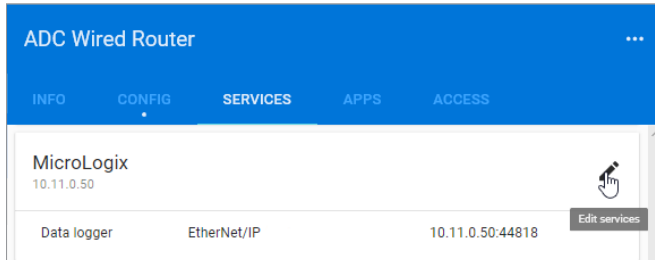 ADC Wired Router
INFO CONFIG SERVICES APPS ACCESS
MicroLogix
10.11.0.50
Edit services
Data logger EtherNet/IP 10.11.0.50:44818